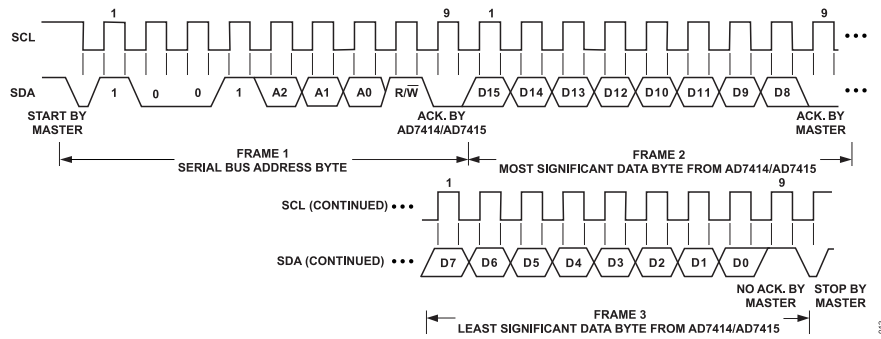 1 9 1 9
SCL
SDA 1 0 0 1 A2 A1 A0 R/W D15 D14 D13 D12 D10 D11 D9 D8
START BY
MASTER
ACK. BY
AD7414/AD7415
ACK. BY
MASTER
FRAME 1
SERIAL BUS ADDRESS BYTE
FRAME 2
MOST SIGNIFICANT DATA BYTE FROM AD7414/AD7415
1 9
SCL (CONTINUED)
SDA (CONTINUED) D7 D6 D5 D4 D3 D2 D1 D0
NO ACK. BY
MASTER
STOP BY
MASTER
FRAME 3
LEAST SIGNIFICANT DATA BYTE FROM AD7414/AD7415